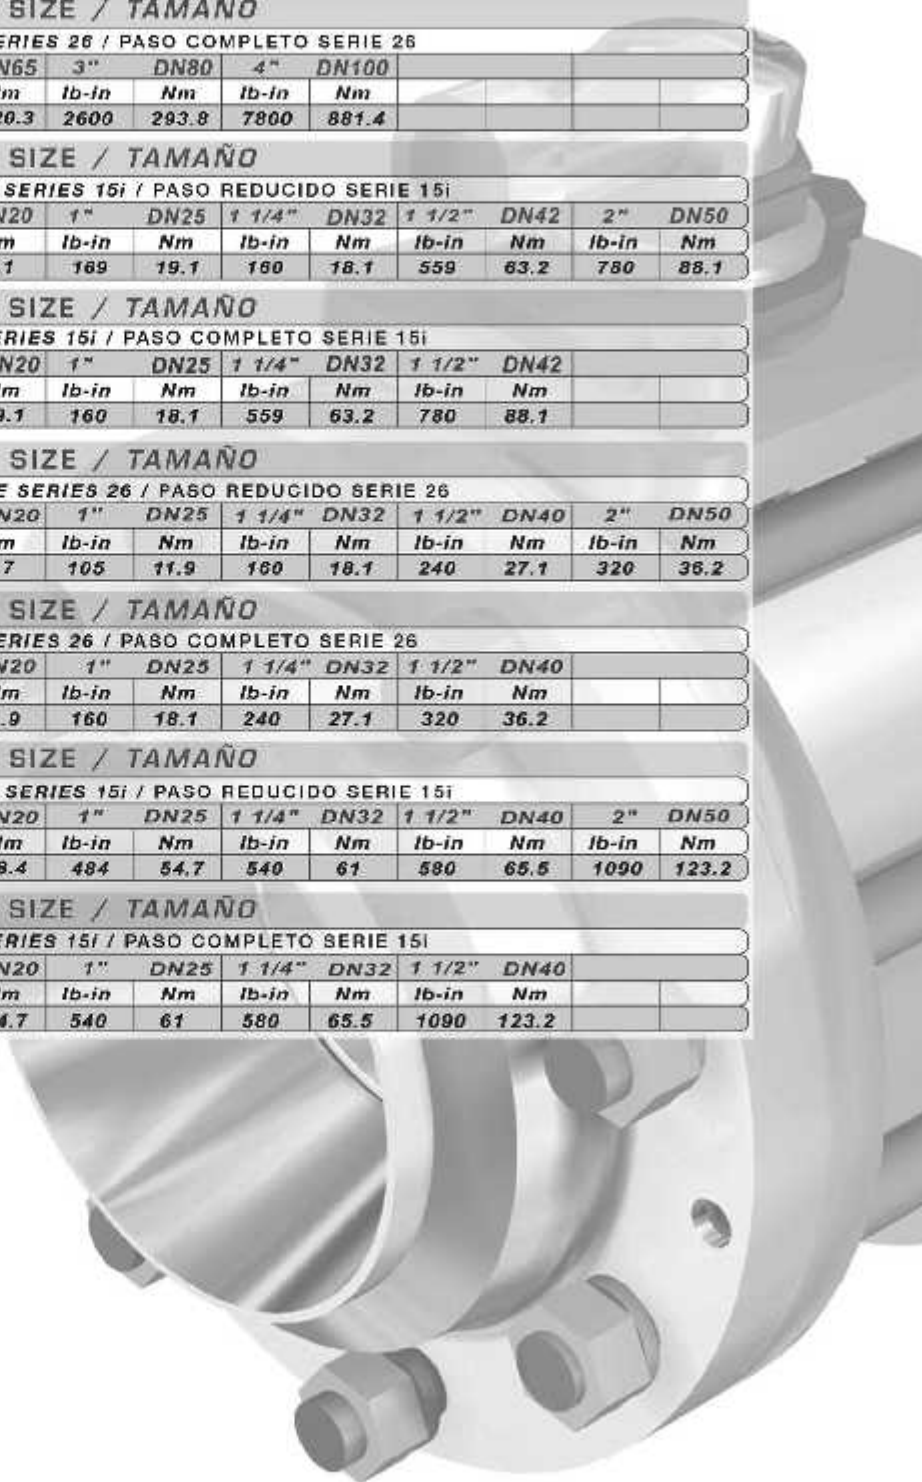 SIZE / TAMAÑO
ERIES 26 / PASO COMPLETO SERIE 26
N65 3" DN80 4" DN100
m lb-in Nm lb-in Nm
20.3 2600 293.8 7800 881.4
SIZE / TAMAÑO
SERIES 15i / PASO REDUCIDO SERIE 15i
N20 1" DN25 1 1/4" DN32 1 1/2" DN42 2" DN50
m lb-in Nm lb-in Nm lb-in Nm lb-in Nm
.1 169 19.1 160 18.1 559 63.2 780 88.1
SIZE / TAMAÑO
ERIES 15i / PASO COMPLETO SERIE 15i
N20 1" DN25 1 1/4" DN32 1 1/2" DN42
m lb-in Nm lb-in Nm lb-in Nm
9.1 160 18.1 559 63.2 780 88.1
SIZE / TAMAÑO
E SERIES 26 / PASO REDUCIDO SERIE 26
N20 1" DN25 1 1/4" DN32 1 1/2" DN40 2" DN50
m lb-in Nm lb-in Nm lb-in Nm lb-in Nm
7 105 11.9 160 18.1 240 27.1 320 36.2
SIZE / TAMAÑO
ERIES 26 / PASO COMPLETO SERIE 26
N20 1" DN25 1 1/4" DN32 1 1/2" DN40
m lb-in Nm lb-in Nm lb-in Nm
.9 160 18.1 240 27.1 320 36.2
SIZE / TAMAÑO
SERIES 15i / PASO REDUCIDO SERIE 15i
N20 1" DN25 1 1/4" DN32 1 1/2" DN40 2" DN50
Nm lb-in Nm lb-in Nm lb-in Nm lb-in Nm
8.4 484 54.7 540 61 580 65.5 1090 123.2
SIZE / TAMAÑO
ERIES 15i / PASO COMPLETO SERIE 15i
N20 1" DN25 1 1/4" DN32 1 1/2" DN40
m lb-in Nm lb-in Nm lb-in Nm
4.7 540 61 580 65.5 1090 123.2